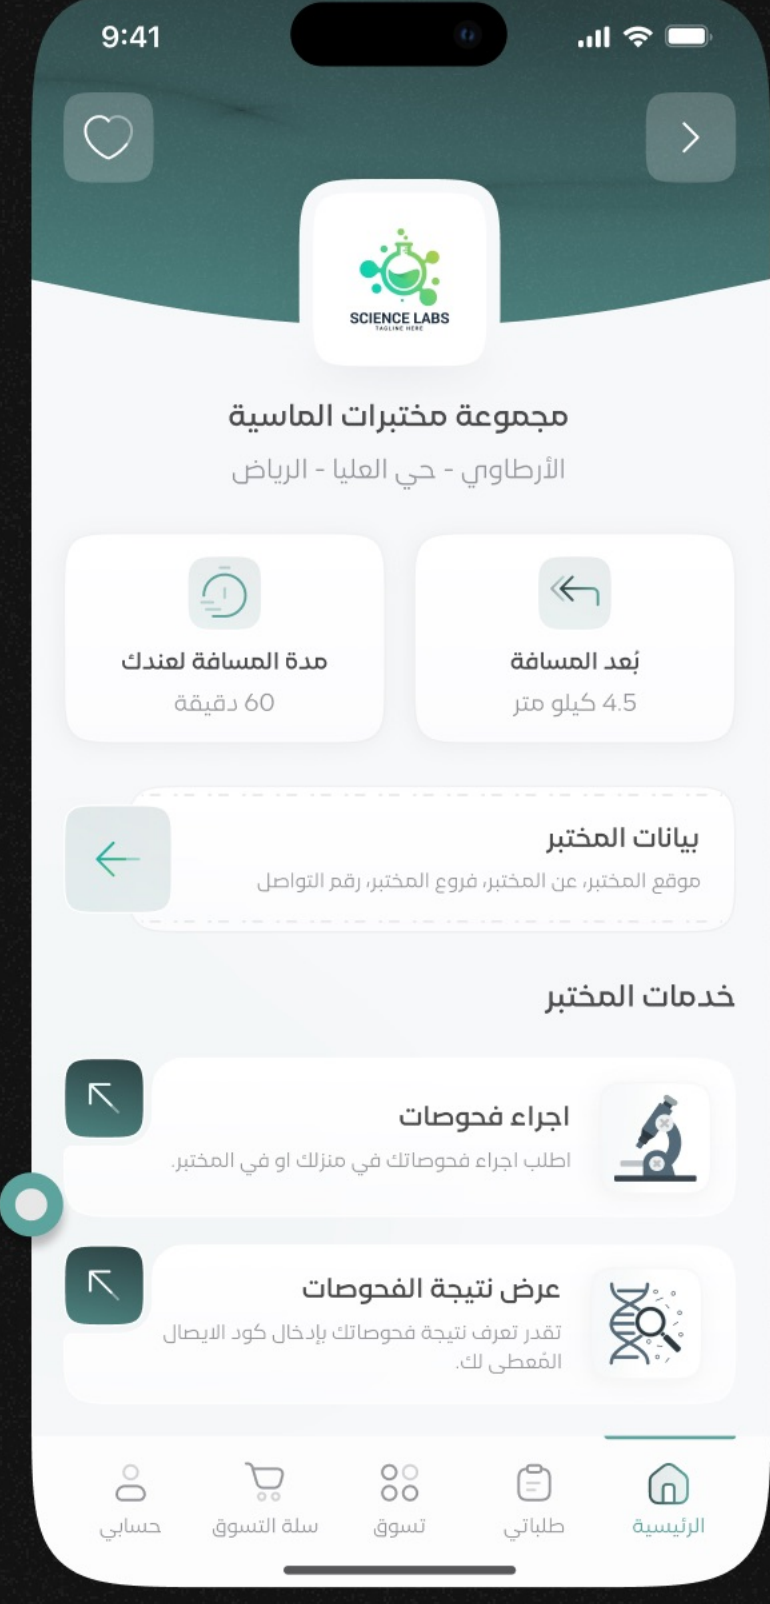 9:41
SCIENCE LABS
TAGLINE HERE
مجموعة مختبرات الماسية
الأرطاوي - حي العليا - الرياض
بُعد المسافة
4.5 كيلو متر
مدة المسافة لعندك
60 دقيقة
بيانات المختبر
موقع المختبر، عن المختبر، فروع المختبر، رقم التواصل
خدمات المختبر
اجراء فحوصات
اطلب اجراء فحوصاتك في منزلك او في المختبر.
عرض نتيجة الفحوصات
تقدر تعرف نتيجة فحوصاتك بإدخال كود الايصال
المُعطى لك.
الرئيسية
طلباتي
تسوق
سلة التسوق
حسابي